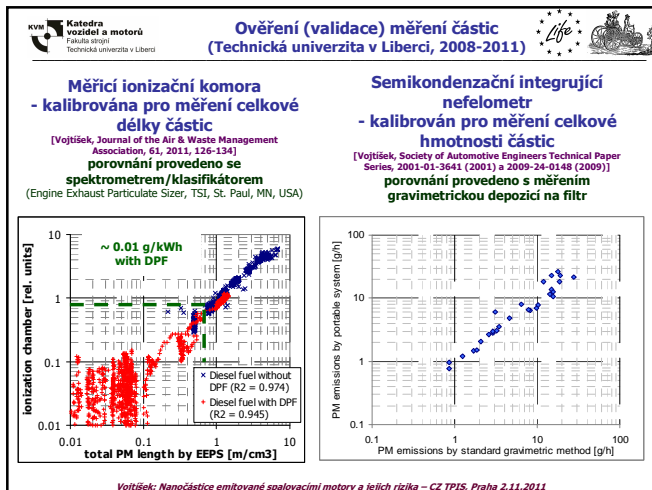 KVM
Katedra
vozidel a motorů
Fakulta strojní
Technická univerzita v Liberci
Ověření (validace) měření částic
(Technická univerzita v Liberci, 2008-2011)
Life
Měřicí ionizační komora
- kalibrována pro měření celkové
délky částic
[Vojtíšek, Journal of the Air & Waste Management
Association, 61, 2011, 126-134]
porovnání provedeno se
spektrometrem/klasifikátorem
(Engine Exhaust Particulate Sizer, TSI, St. Paul, MN, USA)
Semikondenzační integrující
nefelometr
- kalibrován pro měření celkové
hmotnosti částic
[Vojtíšek, Society of Automotive Engineers Technical Paper
Series, 2001-01-3641 (2001) a 2009-24-0148 (2009)]
porovnání provedeno s měřením
gravimetrickou depozicí na filtr
ionization chamber [rel. units]
10
1
0.1
0.01
~ 0.01 g/kWh
with DPF
Diesel fuel without
DPF (R2 = 0.974)
Diesel fuel with DPF
(R2 = 0.945)
0.01
0.1
1
10
total PM length by EEPS [m/cm3]
PM emissions by portable system [g/h]
100
10
1
0.1
0.1
1
10
100
PM emissions by standard gravimetric method [g/h]
Vojtíšek: Nanočástice emitované spalovacími motory a jejich rizika – CZ TPIS, Praha 2.11.2011